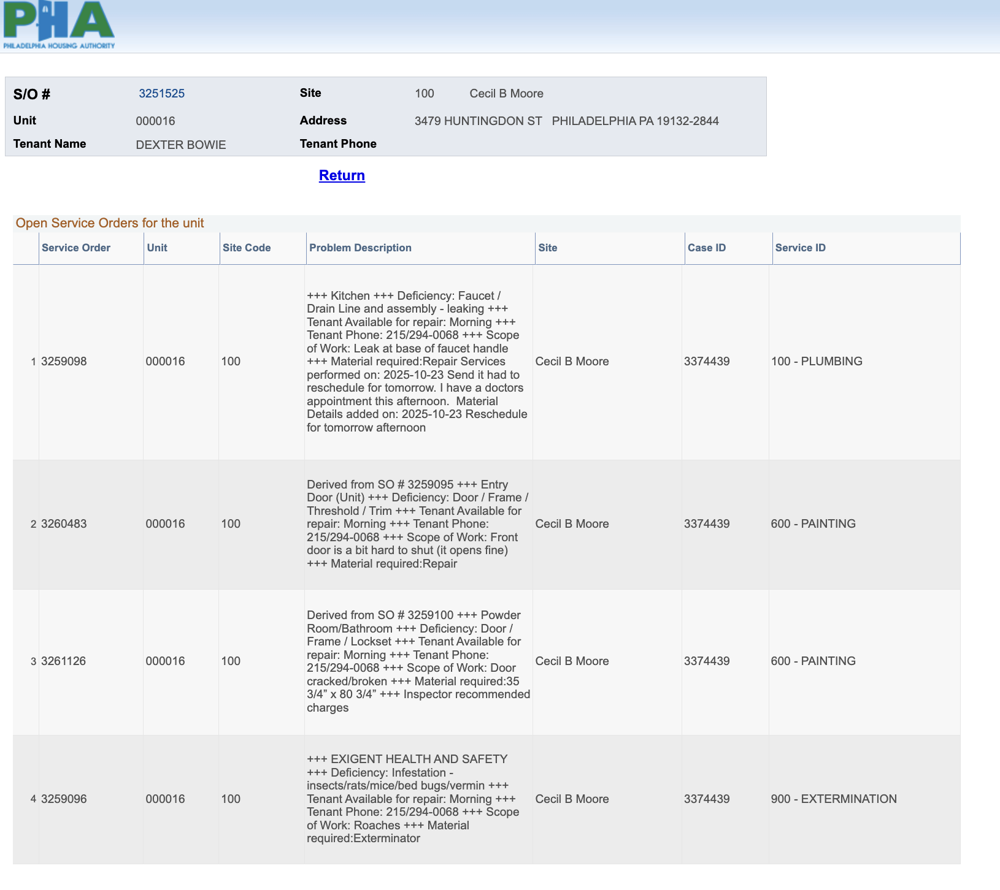 PHA
PHILADELPHIA HOUSING AUTHORITY
S/O # 3251525 Site 100 Cecil B Moore
Unit 000016 Address 3479 HUNTINGDON ST PHILADELPHIA PA 19132-2844
Tenant Name DEXTER BOWIE Tenant Phone
Return
Open Service Orders for the unit
Service Order Unit Site Code Problem Description Site Case ID Service ID
+++ Kitchen +++ Deficiency: Faucet /
Drain Line and assembly - leaking +++
Tenant Available for repair: Morning +++
Tenant Phone: 215/294-0068 +++ Scope
of Work: Leak at base of faucet handle
1 3259098 000016 100 +++ Material required:Repair Services Cecil B Moore 3374439 100 - PLUMBING
performed on: 2025-10-23 Send it had to
reschedule for tomorrow. I have a doctors
appointment this afternoon.  Material
Details added on: 2025-10-23 Reschedule
for tomorrow afternoon
Derived from SO # 3259095 +++ Entry
Door (Unit) +++ Deficiency: Door / Frame /
Threshold / Trim +++ Tenant Available for
2 3260483 000016 100 repair: Morning +++ Tenant Phone: Cecil B Moore 3374439 600 - PAINTING
215/294-0068 +++ Scope of Work: Front
door is a bit hard to shut (it opens fine)
+++ Material required:Repair
Derived from SO # 3259100 +++ Powder
Room/Bathroom +++ Deficiency: Door /
Frame / Lockset +++ Tenant Available for
3 3261126 000016 100 repair: Morning +++ Tenant Phone: Cecil B Moore 3374439 600 - PAINTING
215/294-0068 +++ Scope of Work: Door
cracked/broken +++ Material required:35
3/4” x 80 3/4” +++ Inspector recommended
charges
+++ EXIGENT HEALTH AND SAFETY
+++ Deficiency: Infestation -
insects/rats/mice/bed bugs/vermin +++
4 3259096 000016 100 Tenant Available for repair: Morning +++ Cecil B Moore 3374439 900 - EXTERMINATION
Tenant Phone: 215/294-0068 +++ Scope
of Work: Roaches +++ Material
required:Exterminator